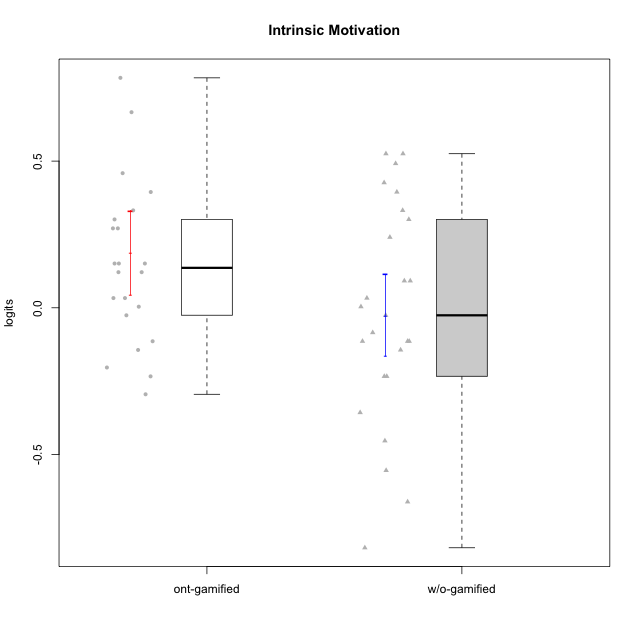 Intrinsic Motivation
logits
0.5
0.0
-0.5
ont-gamified
w/o-gamified